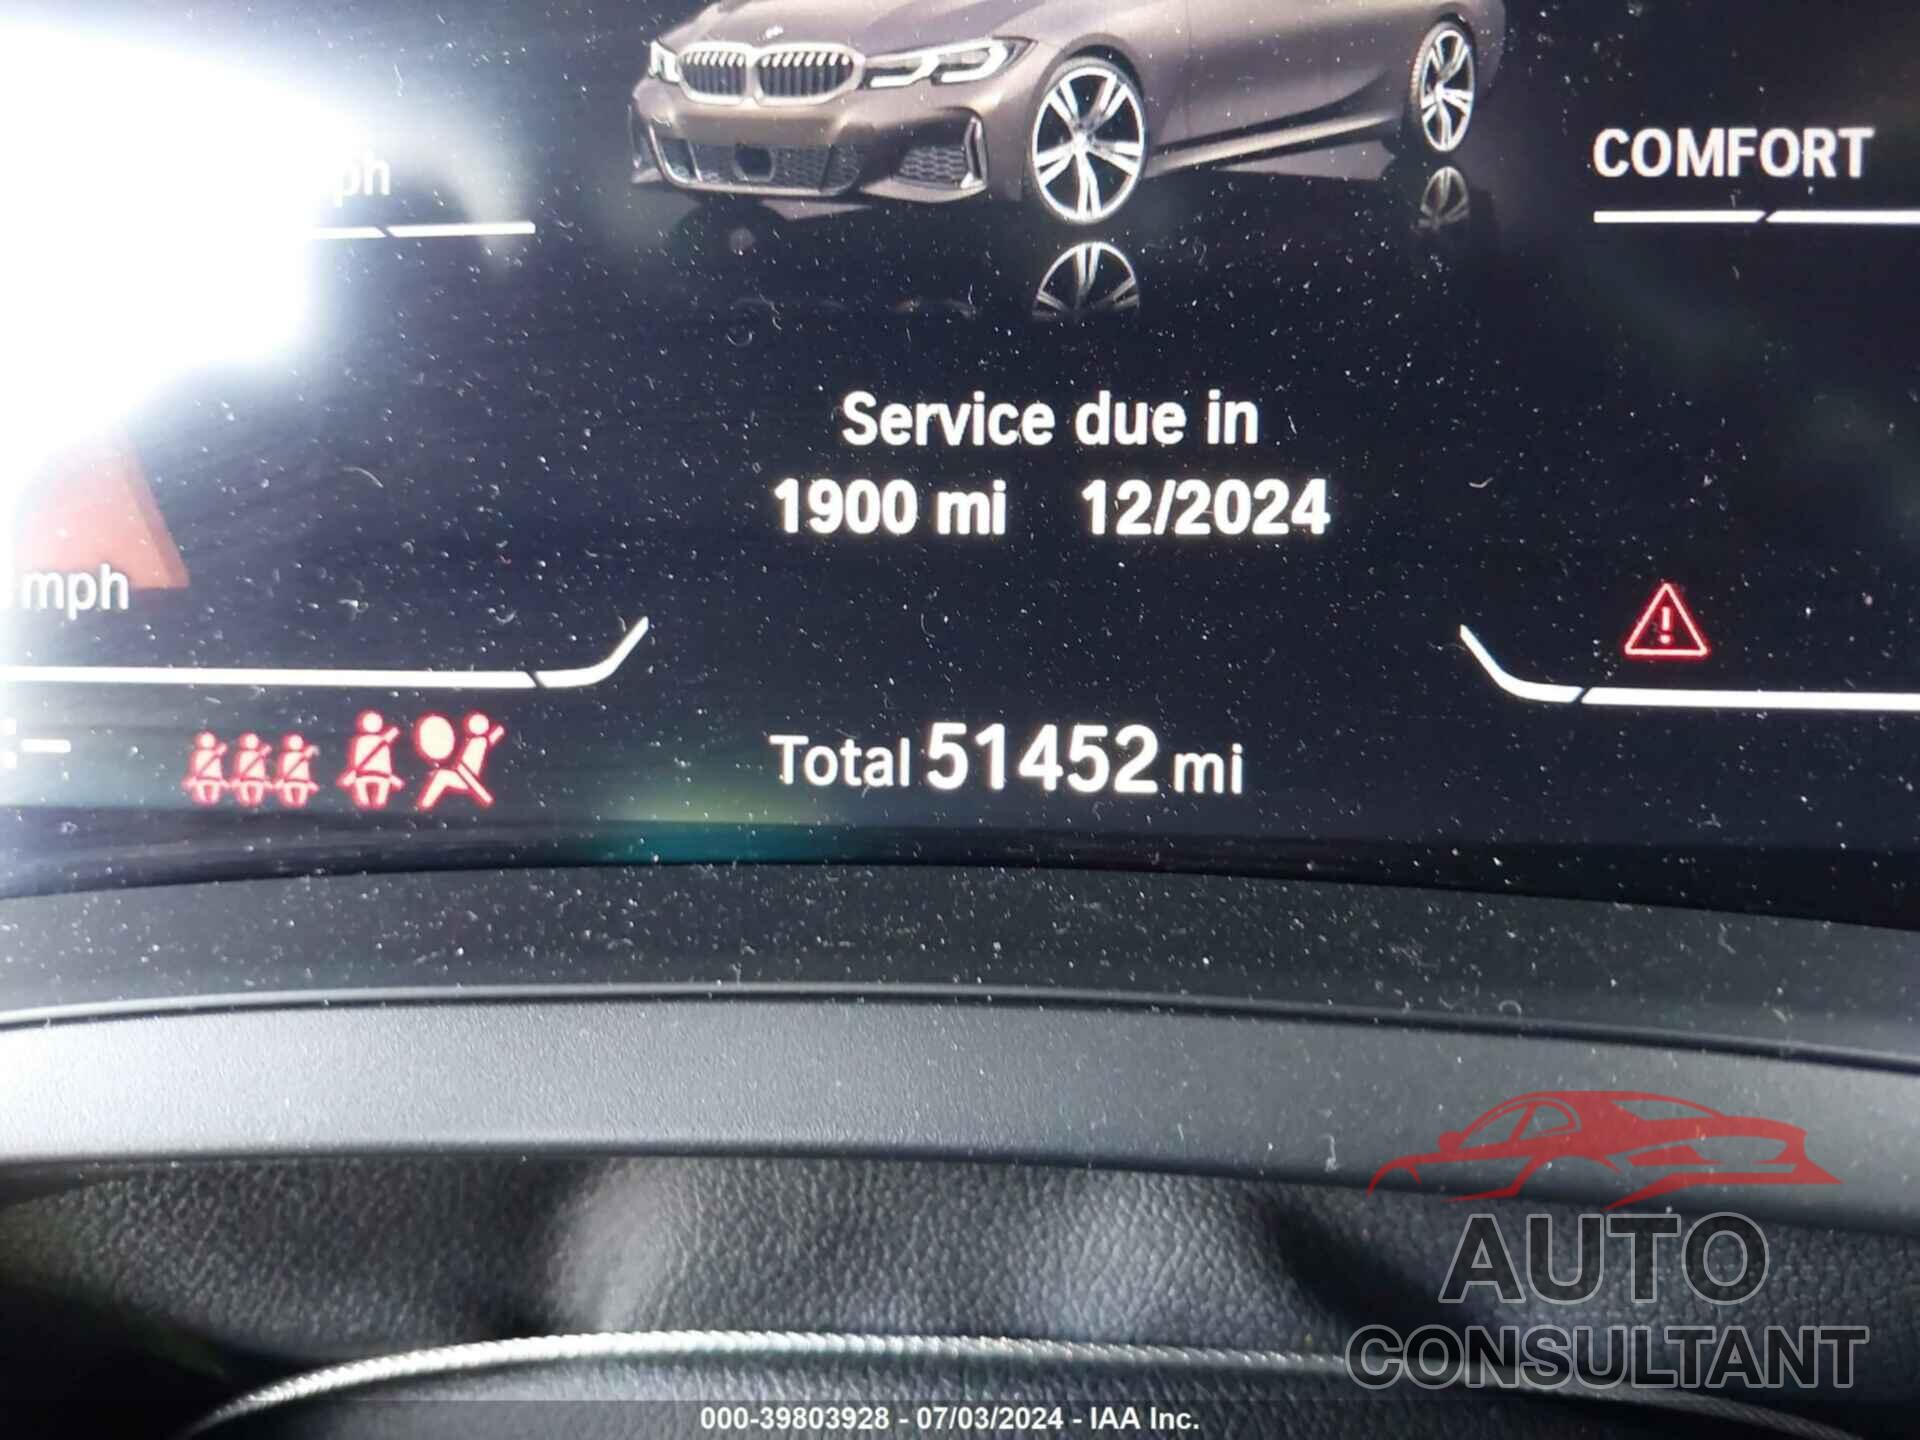 COMFORT
Service due in
1900 mi 12/2024
mph
Total 51452 mi
AUTO
CONSULTANT
000-39803928 - 07/03/2024 - IAA Inc.